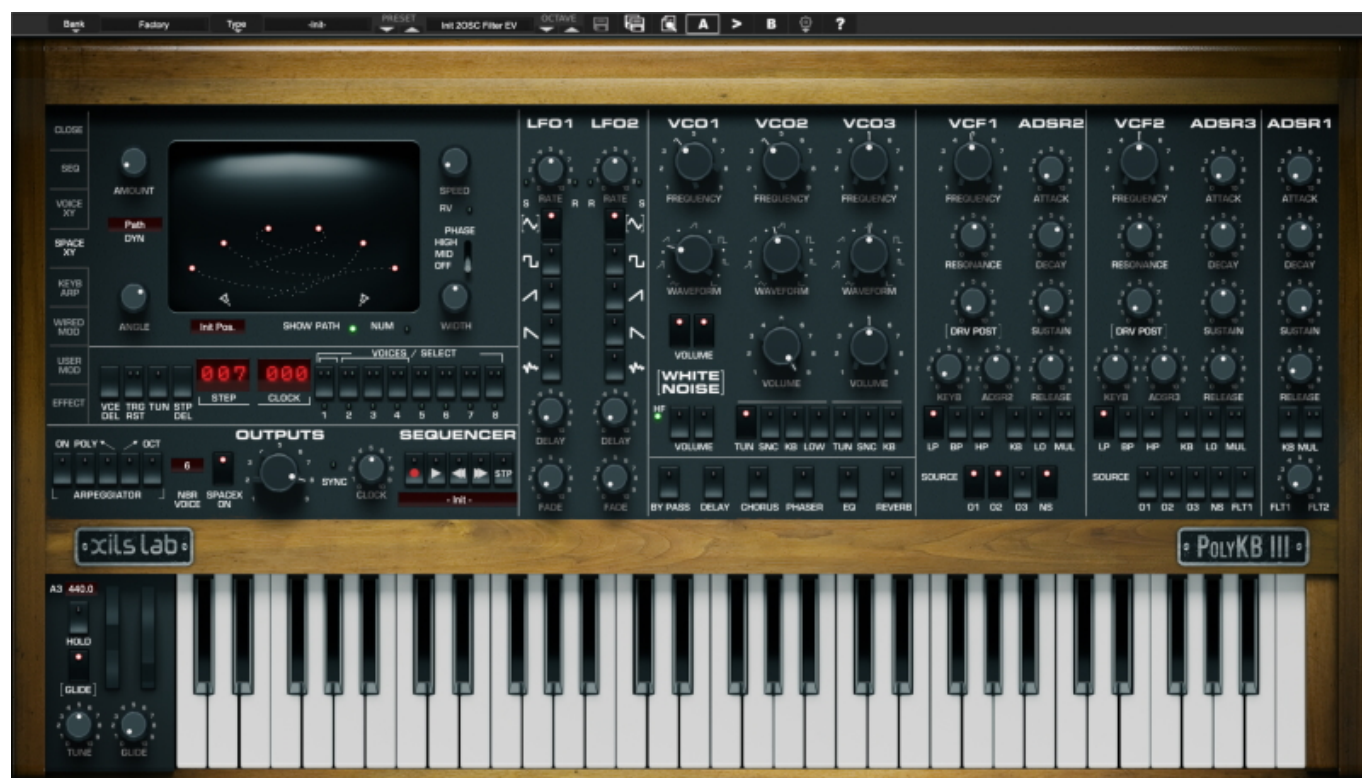 Bank Factory Type -init- PRESET Init 2OSC Filter EV OCTAVE A > B ?
LFO1 LFO2 VCO1 VCO2 VCO3 VCF1 ADSR2 VCF2 ADSR3 ADSR1
CLOSE
SEQ
VOICE XY
SPACE XY
KEYB ARP
WIRED MOD
USER MOD
EFFECT
AMOUNT
Path
DYN
ANGLE
Init Pos.
SHOW PATH NUM
SPEED
RV
PHASE
HIGH
MID
OFF
WIDTH
VOICES / SELECT
007 000
STEP CLOCK
VCE DEL TRG RST TUN STP DEL
1 2 3 4 5 6 7 8
ON POLY OCT
ARPEGGIATOR
OUTPUTS
6
NBR VOICE SPACEX ON
SYNC
CLOCK
SEQUENCER
STP
- Init -
S RATE R R RATE S
DELAY DELAY
FADE FADE
FREQUENCY FREQUENCY FREQUENCY
WAVEFORM WAVEFORM WAVEFORM
VOLUME VOLUME VOLUME
[WHITE NOISE]
HF
VOLUME
TUN SNC KB LOW TUN SNC KB
BY PASS DELAY CHORUS PHASER EQ REVERB
FREQUENCY ATTACK FREQUENCY ATTACK ATTACK
RESONANCE DECAY RESONANCE DECAY DECAY
[DRV POST] SUSTAIN [DRV POST] SUSTAIN SUSTAIN
KEYB ADSR2 RELEASE KEYB ADSR3 RELEASE RELEASE
LP BP HP KB LO MUL LP BP HP KB LO MUL KB MUL
SOURCE O1 O2 O3 NS SOURCE O1 O2 O3 NS FLT1 FLT1 FLT2
xils lab
POLYKB III
A3 440.0
HOLD
[GLIDE]
TUNE GLIDE